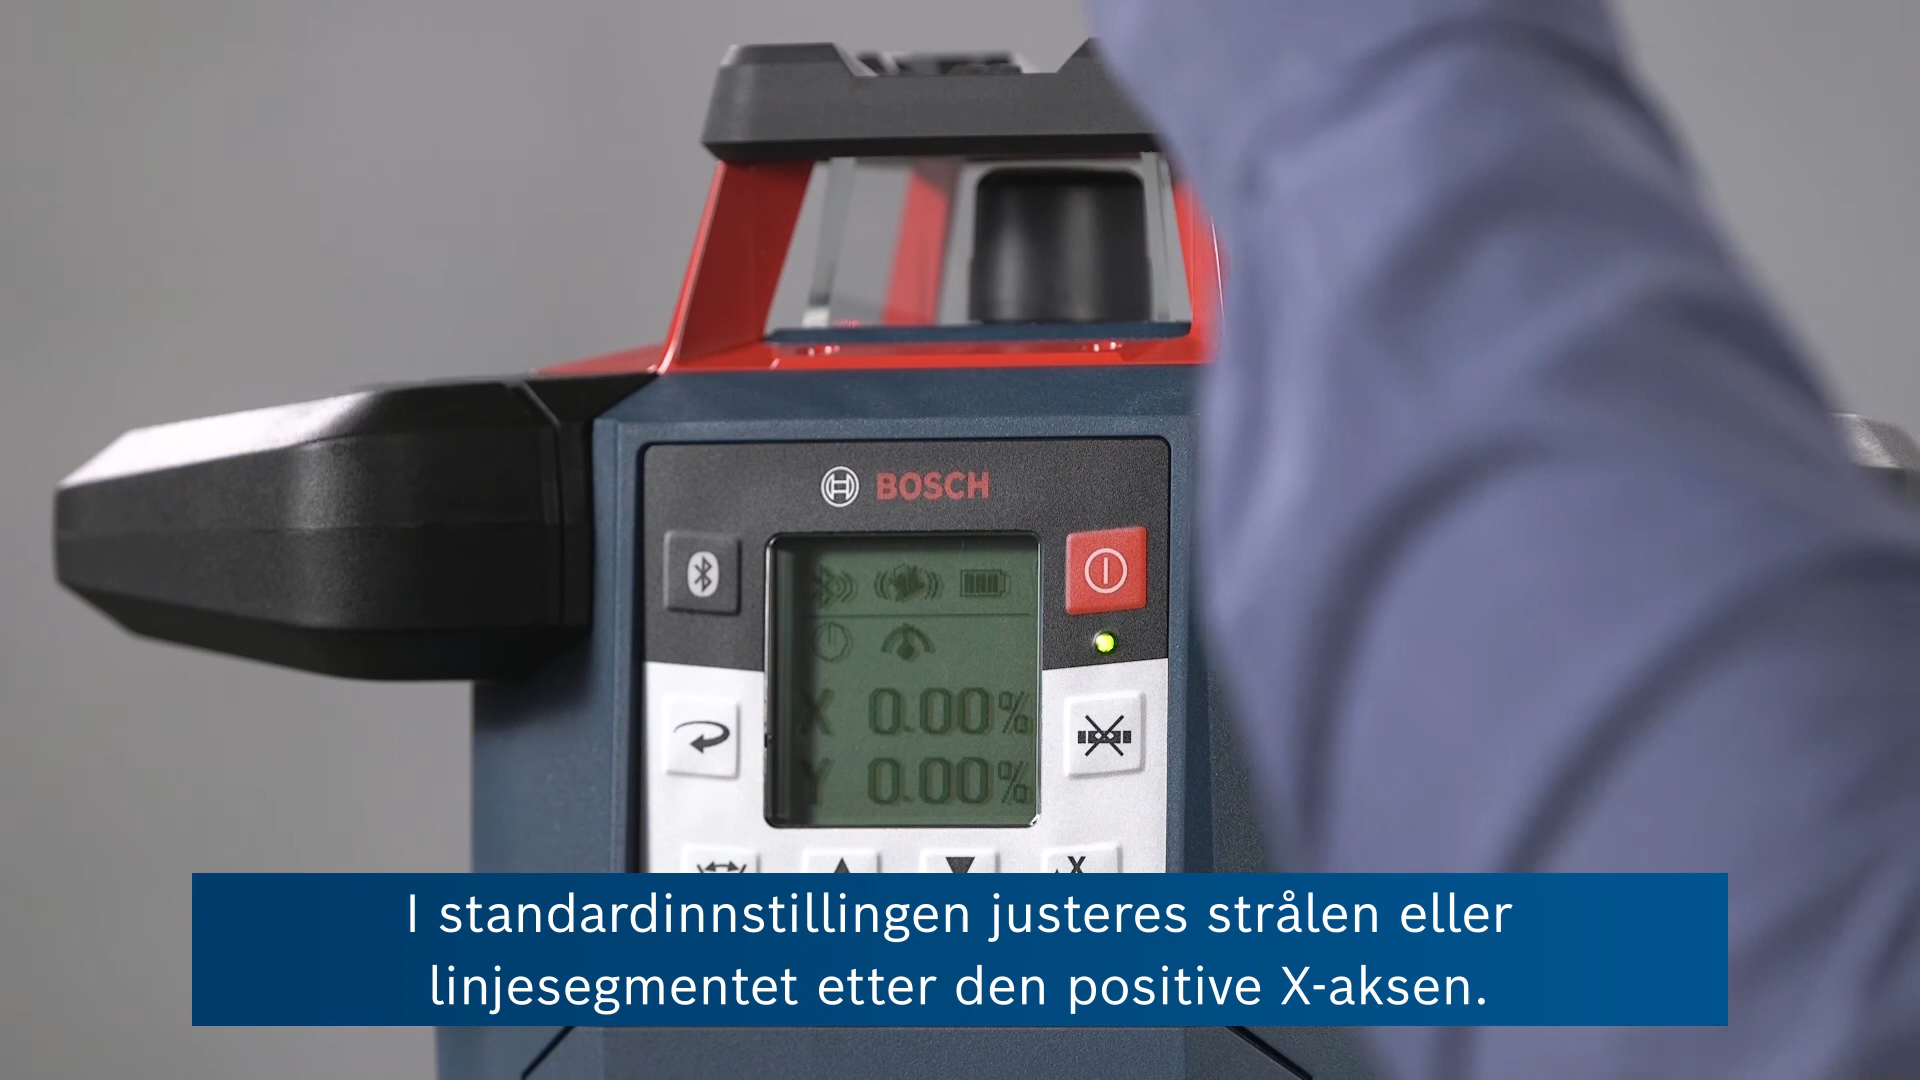 BOSCH
X 0.00%
Y 0.00%
X
I standardinnstillingen justeres strålen eller
linjesegmentet etter den positive X-aksen.